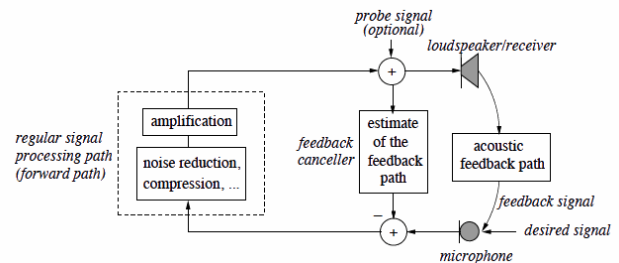 probe signal
(optional)
loudspeaker/receiver
+
amplification
regular signal
processing path
(forward path)
noise reduction,
compression, ...
feedback
canceller
estimate
of the
feedback
path
acoustic
feedback path
feedback signal
−
+
desired signal
microphone